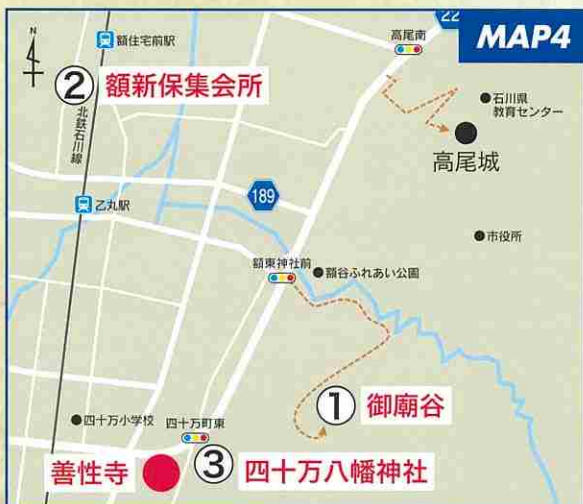 22
MAP4
N
額住宅前駅
高尾南
② 額新保集会所
石川県
教育センター
高尾城
北鉄石川線
189
乙丸駅
市役所
額東神社前
額谷ふれあい公園
① 御廟谷
四十万小学校
四十万町東
善性寺
③ 四十万八幡神社